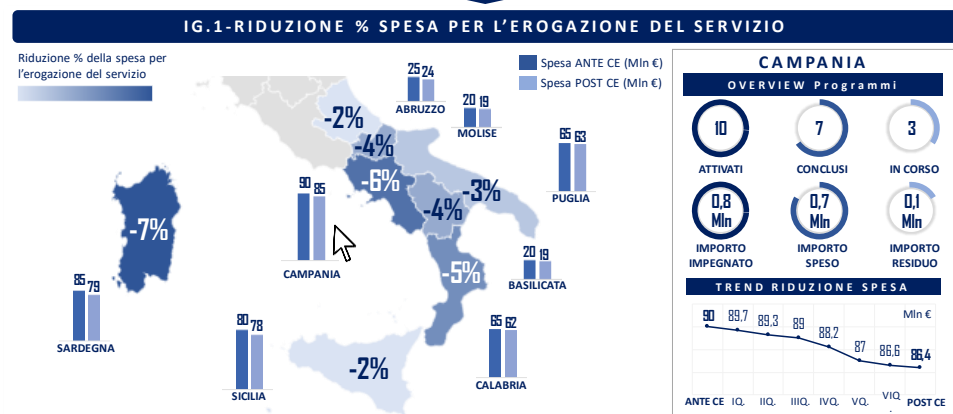 IG.1-RIDUZIONE % SPESA PER L’EROGAZIONE DEL SERVIZIO
Riduzione % della spesa per
l’erogazione del servizio
Spesa ANTE CE (Mln €)
Spesa POST CE (Mln €)
25 24
ABRUZZO
20 19
MOLISE
65 63
PUGLIA
-2%
-4%
-6%
-3%
-4%
-5%
-7%
-2%
90 85
CAMPANIA
20 19
BASILICATA
85 79
SARDEGNA
80 78
SICILIA
65 62
CALABRIA
CAMPANIA
OVERVIEW Programmi
10
ATTIVATI
7
CONCLUSI
3
IN CORSO
0,8
Mln
IMPORTO
IMPEGNATO
0,7
Mln
IMPORTO
SPESO
0,1
Mln
IMPORTO
RESIDUO
TREND RIDUZIONE SPESA
Mln €
90 89,7 89,3 89 88,2 87 86,6 86,4
ANTE CE IQ. IIQ. IIIQ. IVQ. VQ. VIQ. POST CE